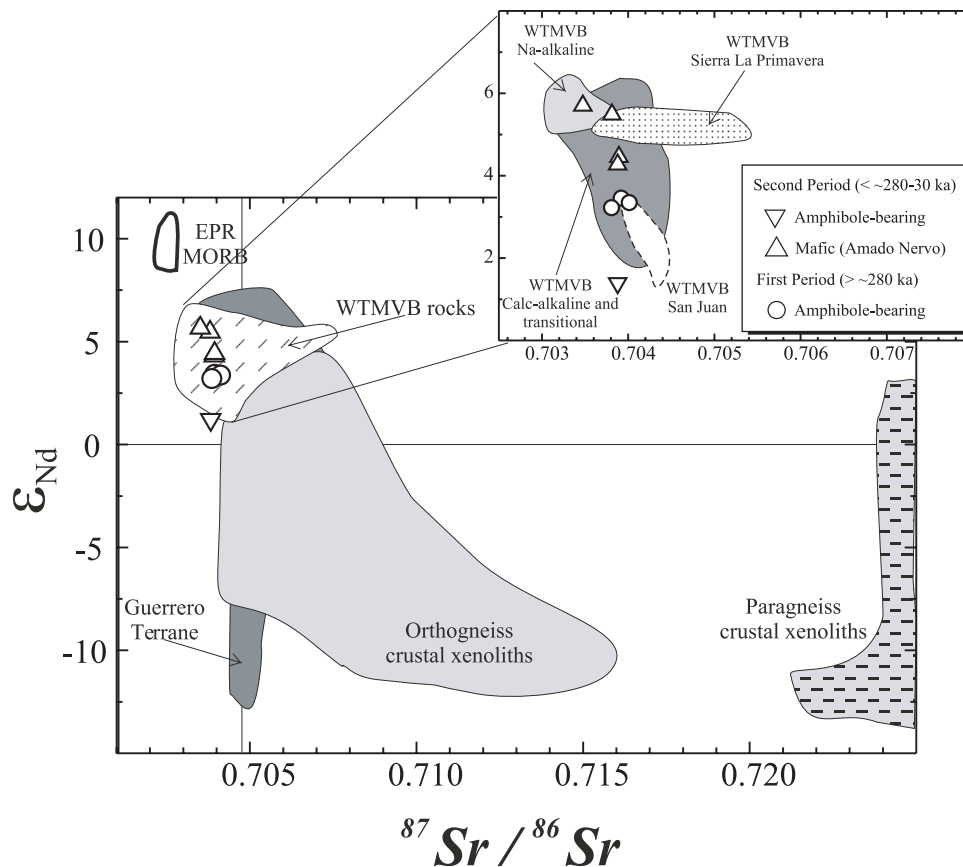 WTMVB
Na-alkaline
WTMVB
Sierra La Primavera
6
4
2
WTMVB
Calc-alkaline and
transitional
WTMVB
San Juan
0.703
0.704
0.705
0.706
0.707
Second Period (< ~280-30 ka)
Amphibole-bearing
Mafic (Amado Nervo)
First Period (> ~280 ka)
Amphibole-bearing
EPR
MORB
WTMVB rocks
Guerrero
Terrane
Orthogneiss
crustal xenoliths
Paragneiss
crustal xenoliths
10
5
0
-5
-10
εNd
0.705
0.710
0.715
0.720
87Sr / 86Sr